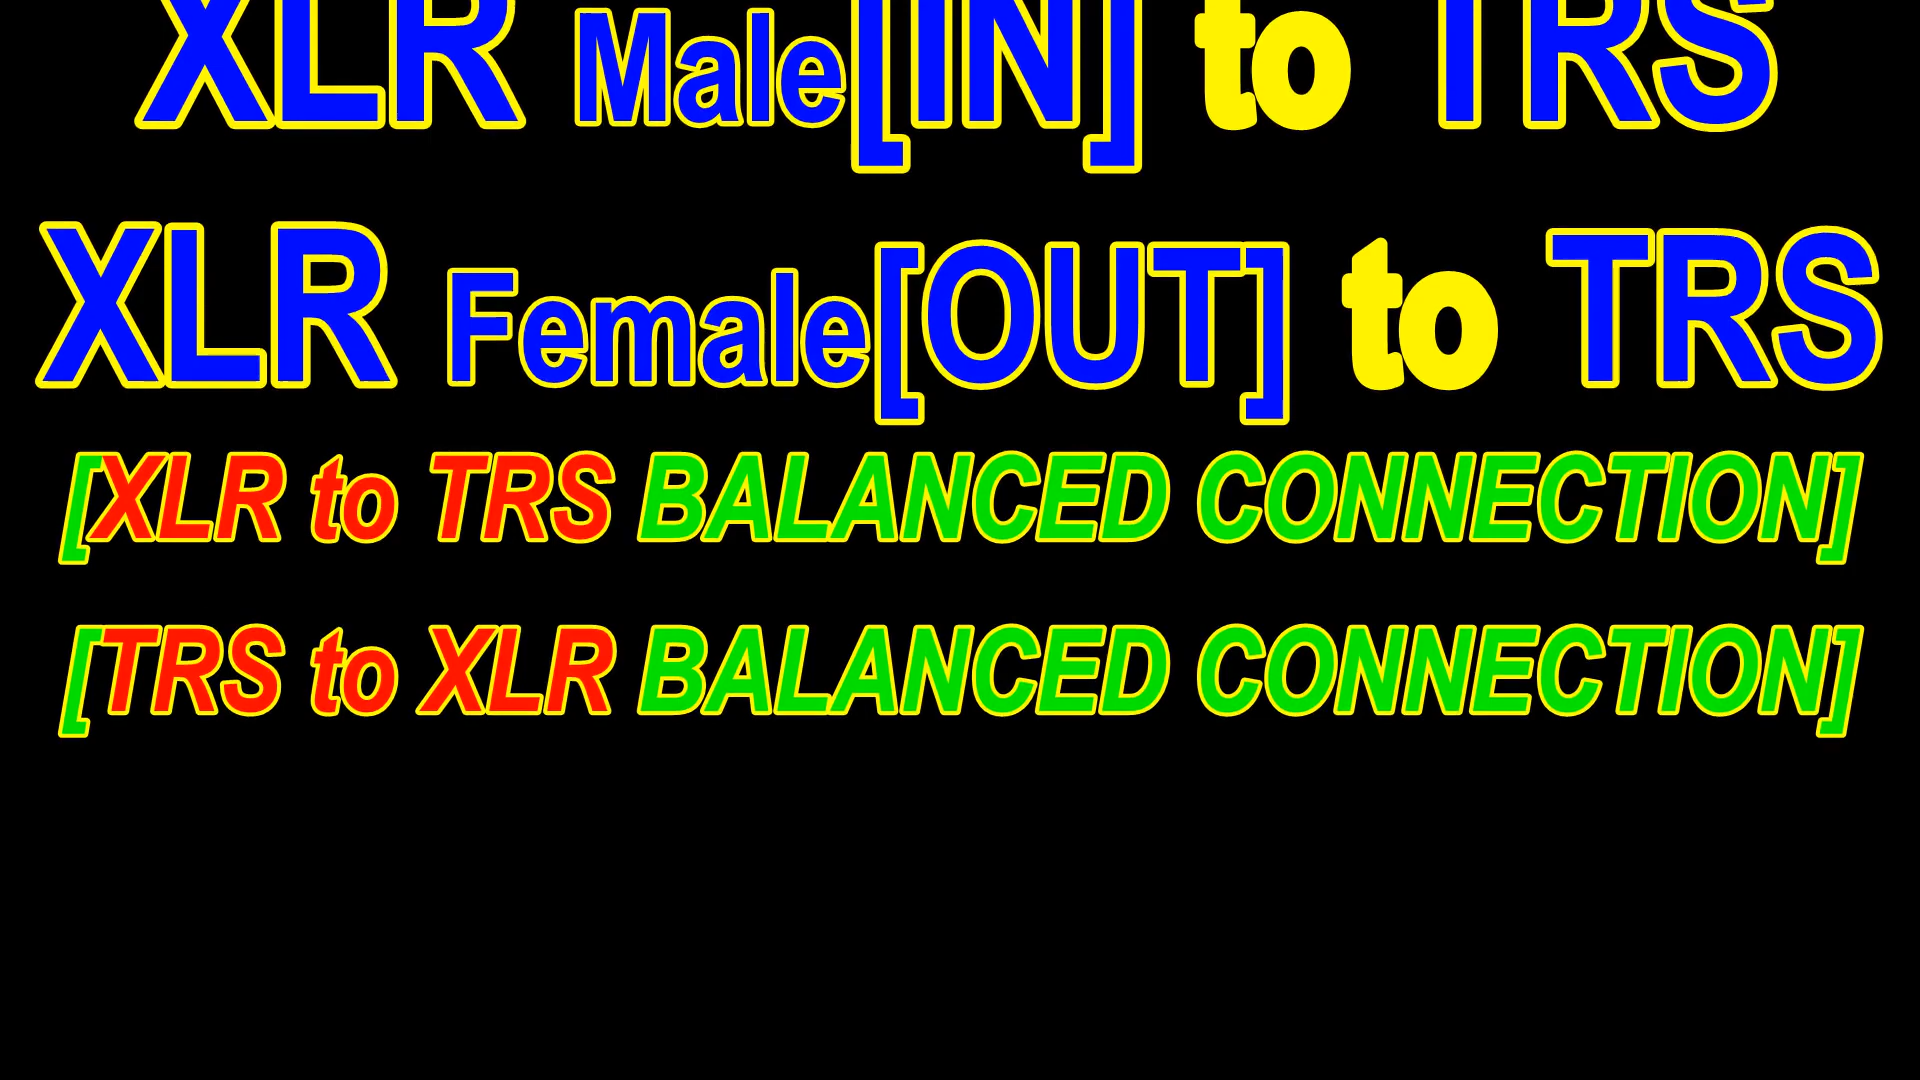 XLR Male[IN] to TRS
XLR Female[OUT] to TRS
[XLR to TRS BALANCED CONNECTION]
[TRS to XLR BALANCED CONNECTION]